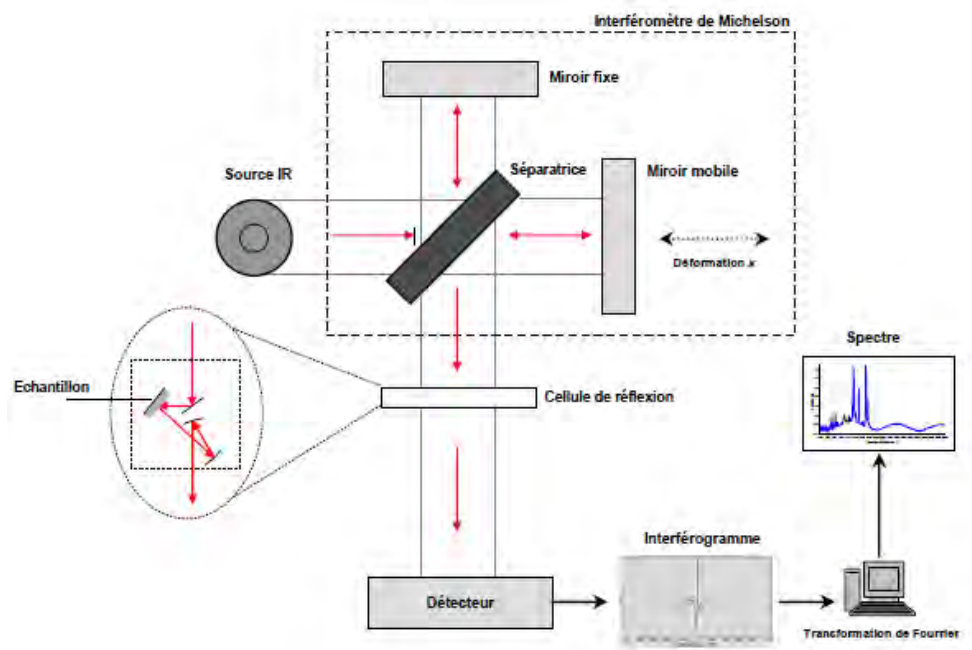 Interféromètre de Michelson
Miroir fixe
Séparatrice
Miroir mobile
Source IR
Déformation x
Spectre
Echantillon
Cellule de réflexion
Interférogramme
Détecteur
Transformation de Fourrier